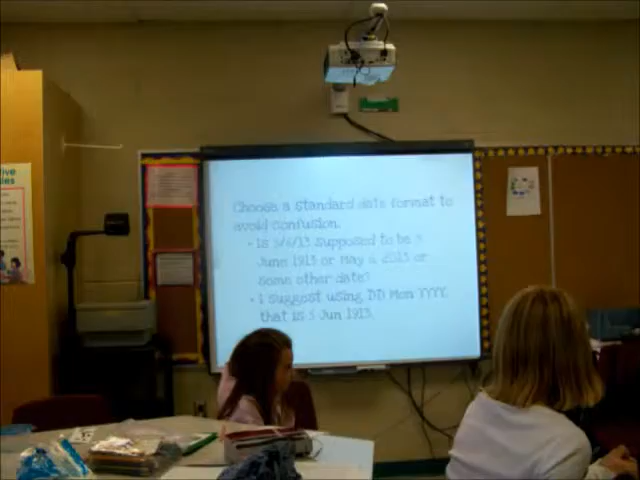 Choose a standard date format to
avoid confusion.
• Is 5/6/13 supposed to be 5
June 1913 or May 6 2013 or
some other date?
• I suggest using DD Mon YYYY
that is 5 Jun 1913.